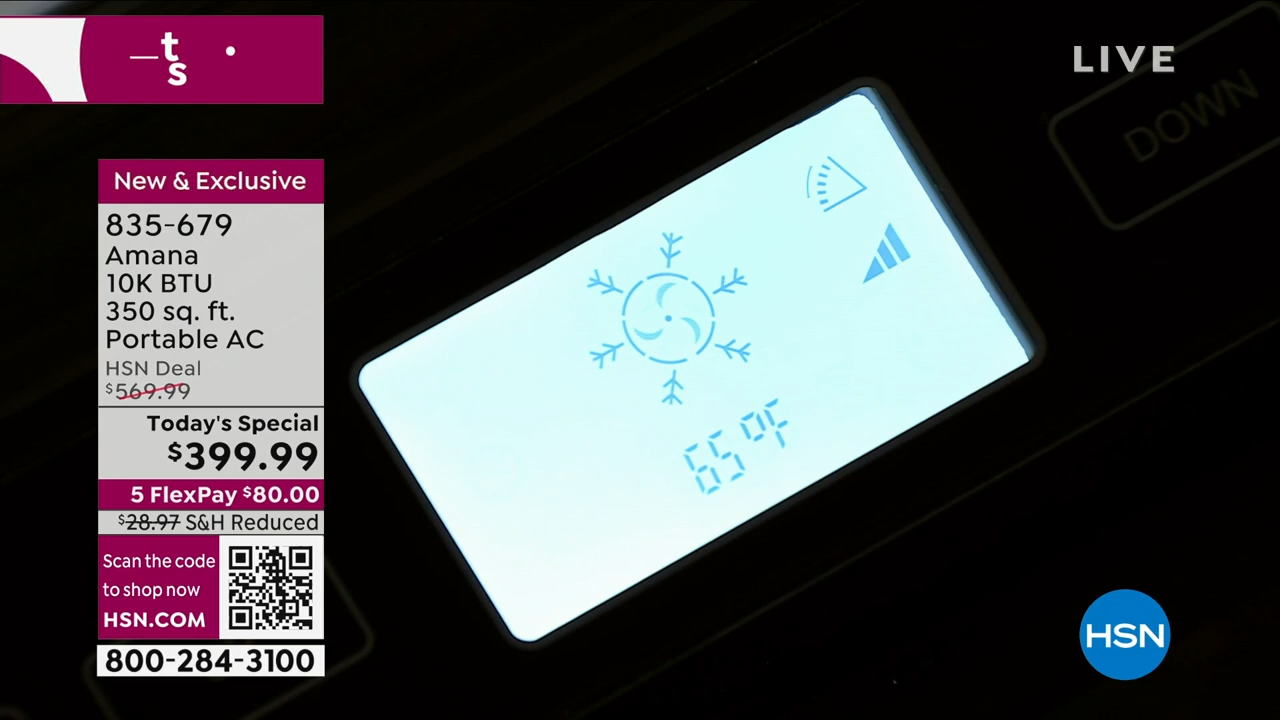 t
s
LIVE
DOWN
New & Exclusive
835-679
Amana
10K BTU
350 sq. ft.
Portable AC
HSN Deal
$569.99
Today's Special
$399.99
5 FlexPay $80.00
$28.97 S&H Reduced
Scan the code
to shop now
HSN.COM
800-284-3100
65°F
HSN